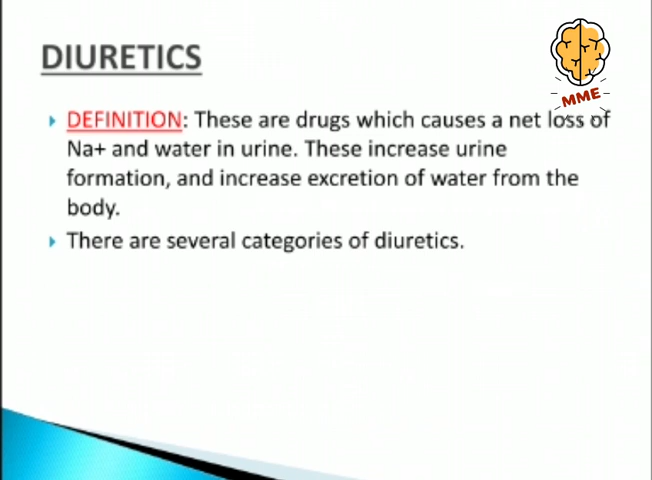 DIURETICS
MME
DEFINITION: These are drugs which causes a net loss of
Na+ and water in urine. These increase urine
formation, and increase excretion of water from the
body.
There are several categories of diuretics.